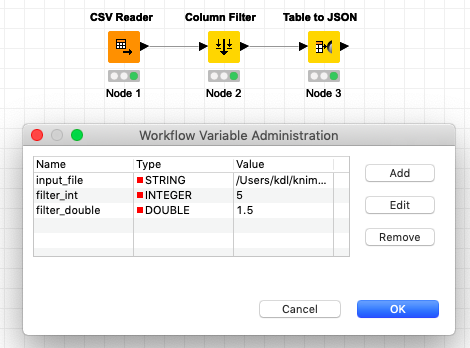 CSV Reader Column Filter Table to JSON
Node 1 Node 2 Node 3
Workflow Variable Administration
Name Type Value
input_file STRING /Users/kdl/knim...
filter_int INTEGER 5
filter_double DOUBLE 1.5
Add
Edit
Remove
Cancel OK